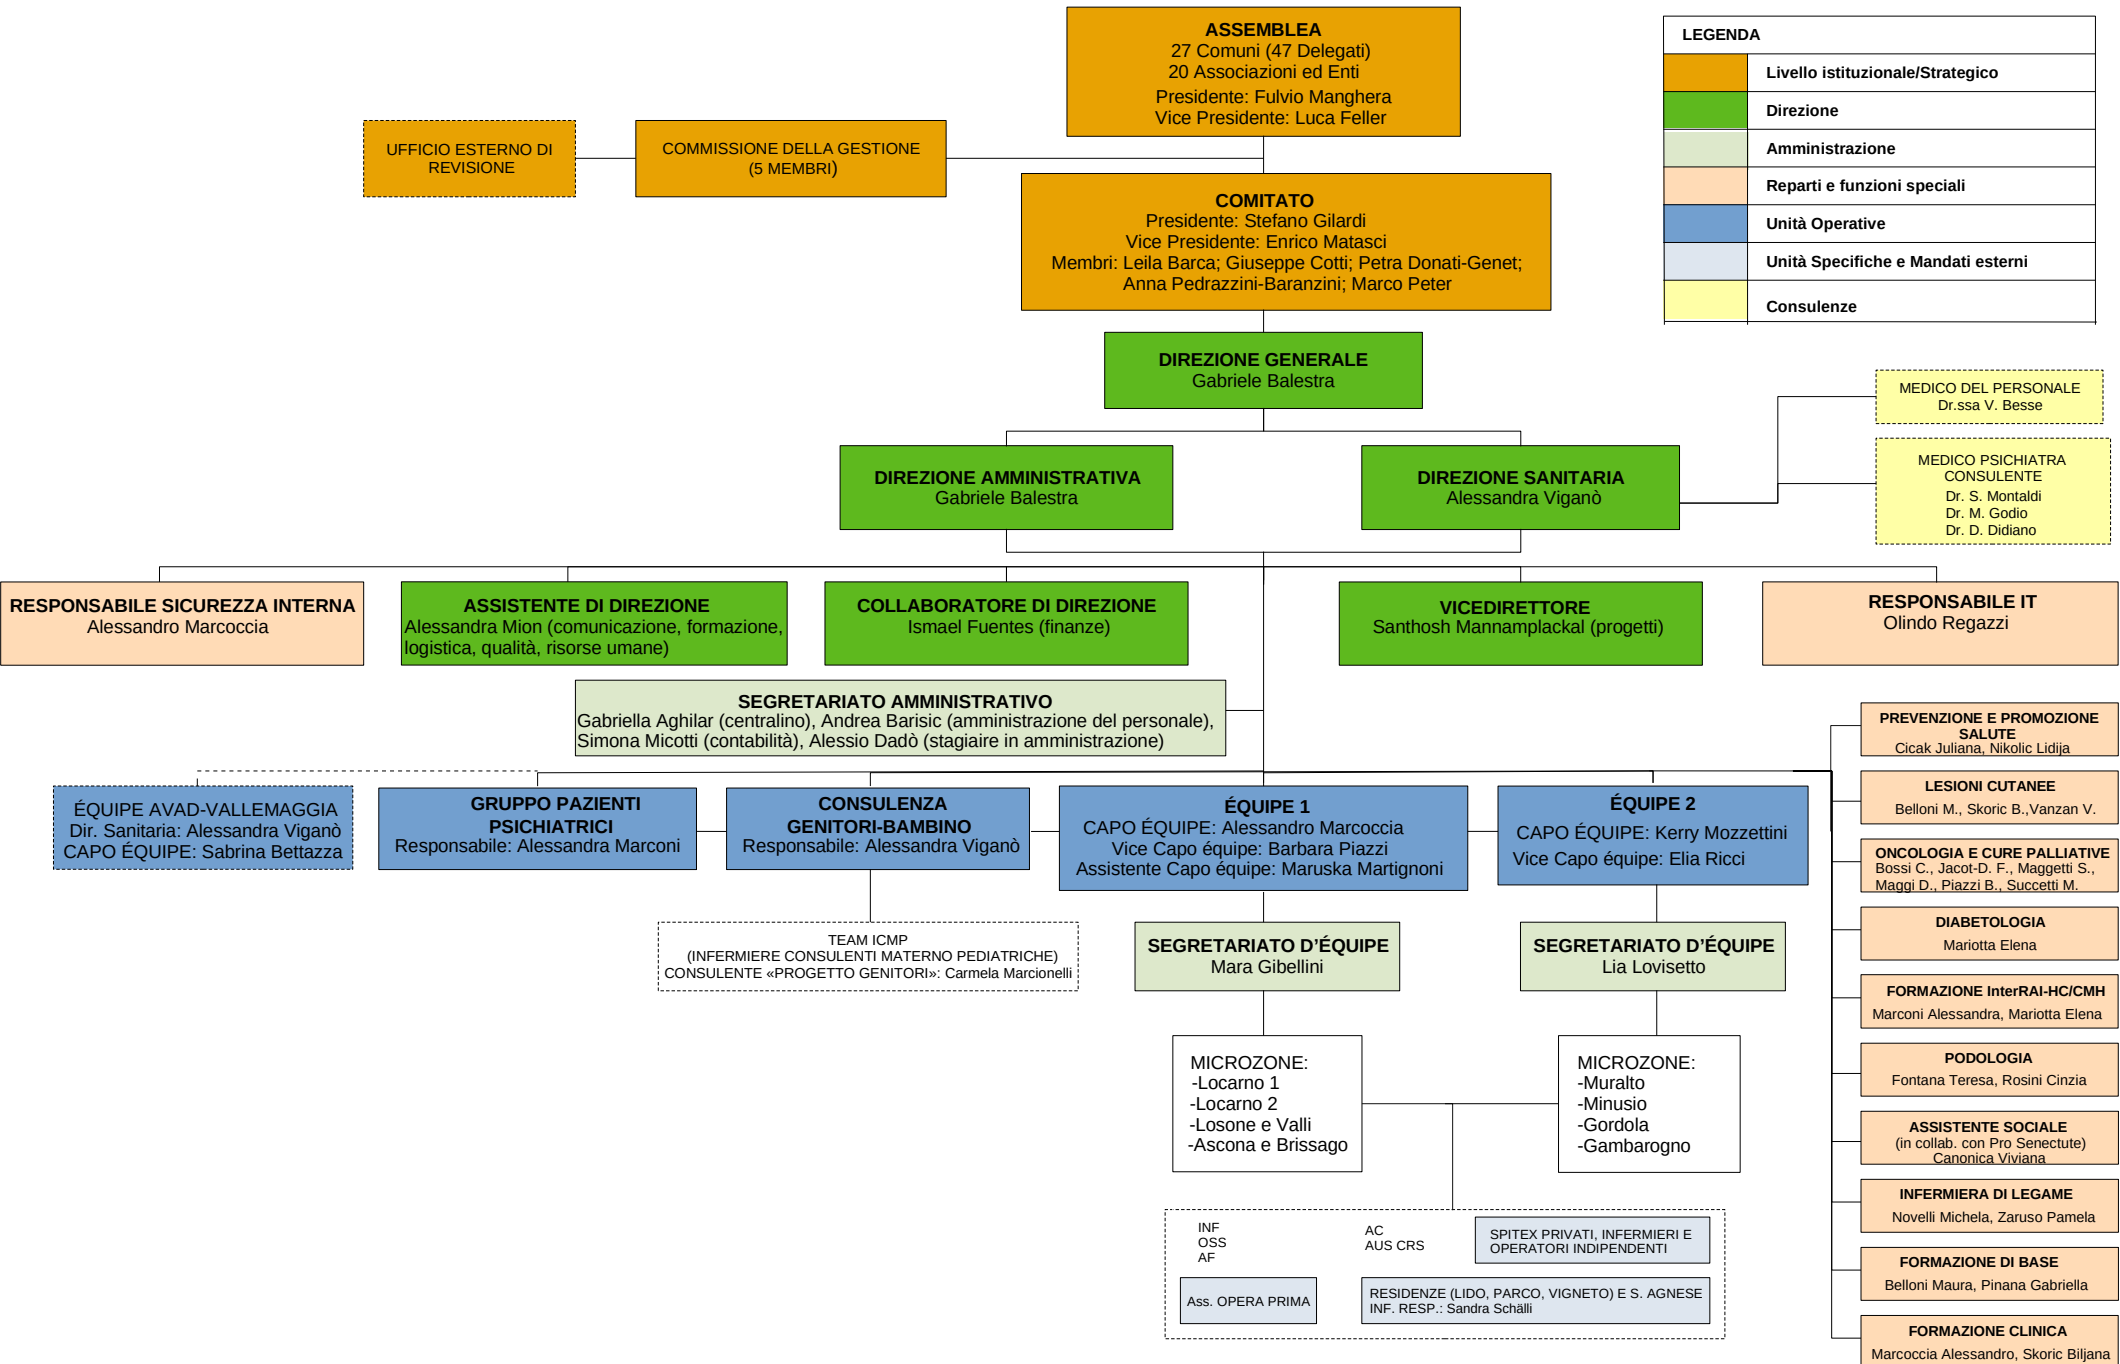 ASSEMBLEA
27 Comuni (47 Delegati)
20 Associazioni ed Enti
Presidente: Fulvio Manghera
Vice Presidente: Luca Feller
LEGENDA
Livello istituzionale/Strategico
Direzione
Amministrazione
Reparti e funzioni speciali
Unità Operative
Unità Specifiche e Mandati esterni
Consulenze
UFFICIO ESTERNO DI
REVISIONE
COMMISSIONE DELLA GESTIONE
(5 MEMBRI)
COMITATO
Presidente: Stefano Gilardi
Vice Presidente: Enrico Matasci
Membri: Leila Barca; Giuseppe Cotti; Petra Donati-Genet;
Anna Pedrazzini-Baranzini; Marco Peter
DIREZIONE GENERALE
Gabriele Balestra
MEDICO DEL PERSONALE
Dr.ssa V. Besse
DIREZIONE AMMINISTRATIVA
Gabriele Balestra
DIREZIONE SANITARIA
Alessandra Viganò
MEDICO PSICHIATRA
CONSULENTE
Dr. S. Montaldi
Dr. M. Godio
Dr. D. Didiano
RESPONSABILE SICUREZZA INTERNA
Alessandro Marcoccia
ASSISTENTE DI DIREZIONE
Alessandra Mion (comunicazione, formazione,
logistica, qualità, risorse umane)
COLLABORATORE DI DIREZIONE
Ismael Fuentes (finanze)
VICEDIRETTORE
Santhosh Mannamplackal (progetti)
RESPONSABILE IT
Olindo Regazzi
SEGRETARIATO AMMINISTRATIVO
Gabriella Aghilar (centralino), Andrea Barisic (amministrazione del personale),
Simona Micotti (contabilità), Alessio Dadò (stagiaire in amministrazione)
ÉQUIPE AVAD-VALLEMAGGIA
Dir. Sanitaria: Alessandra Viganò
CAPO ÉQUIPE: Sabrina Bettazza
GRUPPO PAZIENTI
PSICHIATRICI
Responsabile: Alessandra Marconi
CONSULENZA
GENITORI-BAMBINO
Responsabile: Alessandra Viganò
ÉQUIPE 1
CAPO ÉQUIPE: Alessandro Marcoccia
Vice Capo équipe: Barbara Piazzi
Assistente Capo équipe: Maruska Martignoni
ÉQUIPE 2
CAPO ÉQUIPE: Kerry Mozzettini
Vice Capo équipe: Elia Ricci
TEAM ICMP
(INFERMIERE CONSULENTI MATERNO PEDIATRICHE)
CONSULENTE «PROGETTO GENITORI»: Carmela Marcionelli
SEGRETARIATO D’ÉQUIPE
Mara Gibellini
SEGRETARIATO D’ÉQUIPE
Lia Lovisetto
MICROZONE:
-Locarno 1
-Locarno 2
-Losone e Valli
-Ascona e Brissago
MICROZONE:
-Muralto
-Minusio
-Gordola
-Gambarogno
INF
OSS
AF
AC
AUS CRS
SPITEX PRIVATI, INFERMIERI E
OPERATORI INDIPENDENTI
Ass. OPERA PRIMA
RESIDENZE (LIDO, PARCO, VIGNETO) E S. AGNESE
INF. RESP.: Sandra Schälli
PREVENZIONE E PROMOZIONE
SALUTE
Cicak Juliana, Nikolic Lidija
LESIONI CUTANEE
Belloni M., Skoric B.,Vanzan V.
ONCOLOGIA E CURE PALLIATIVE
Bossi C., Jacot-D. F., Maggetti S.,
Maggi D., Piazzi B., Succetti M.
DIABETOLOGIA
Mariotta Elena
FORMAZIONE InterRAI-HC/CMH
Marconi Alessandra, Mariotta Elena
PODOLOGIA
Fontana Teresa, Rosini Cinzia
ASSISTENTE SOCIALE
(in collab. con Pro Senectute)
Canonica Viviana
INFERMIERA DI LEGAME
Novelli Michela, Zaruso Pamela
FORMAZIONE DI BASE
Belloni Maura, Pinana Gabriella
FORMAZIONE CLINICA
Marcoccia Alessandro, Skoric Biljana